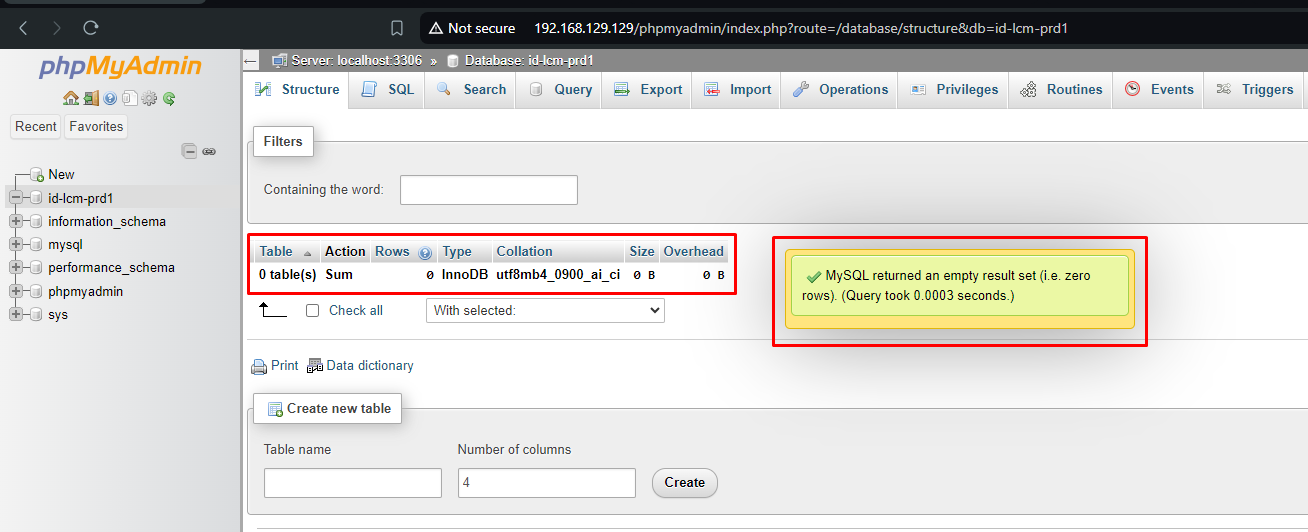 Not secure 192.168.129.129/phpmyadmin/index.php?route=/database/structure&db=id-lcm-prd1
phpMyAdmin
Recent Favorites
New
id-lcm-prd1
information_schema
mysql
performance_schema
phpmyadmin
sys
Server: localhost:3306 » Database: id-lcm-prd1
Structure SQL Search Query Export Import Operations Privileges Routines Events Triggers
Filters
Containing the word:
Table Action Rows Type Collation Size Overhead
0 table(s) Sum 0 InnoDB utf8mb4_0900_ai_ci 0 B 0 B
MySQL returned an empty result set (i.e. zero
rows). (Query took 0.0003 seconds.)
Check all With selected:
Print Data dictionary
Create new table
Table name Number of columns
4 Create